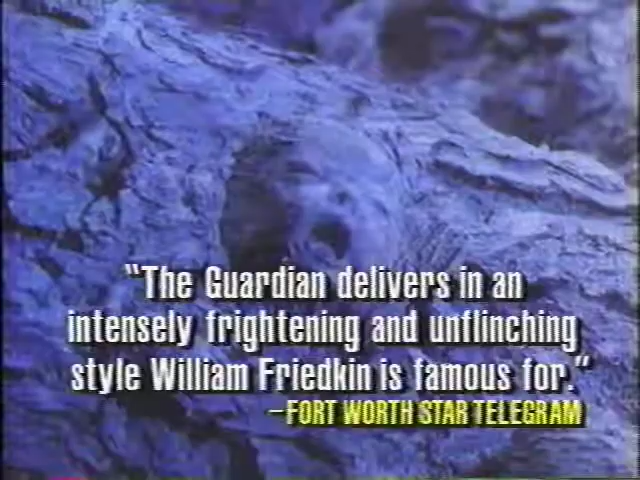 "The Guardian delivers in an
intensely frightening and unflinching
style William Friedkin is famous for."
–FORT WORTH STAR TELEGRAM